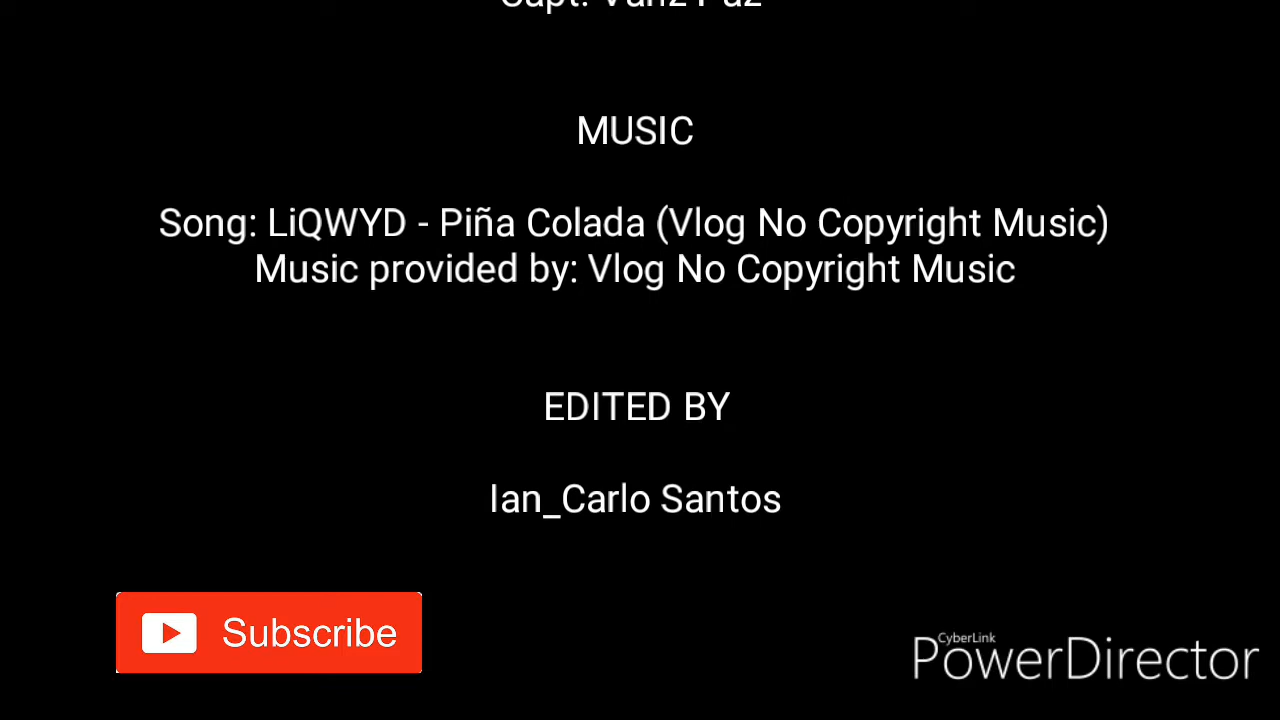 MUSIC
Song: LiQWYD - Piña Colada (Vlog No Copyright Music)
Music provided by: Vlog No Copyright Music
EDITED BY
Ian_Carlo Santos
Subscribe
CyberLink
PowerDirector